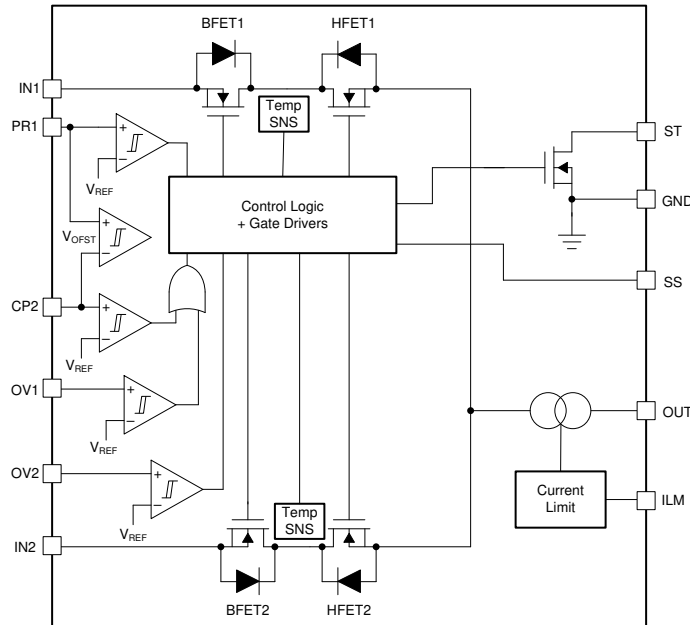 BFET1
HFET1
IN1
PR1
Temp
SNS
ST
+
−
VREF
Control Logic
+ Gate Drivers
GND
VOFST
+
−
SS
CP2
+
−
VREF
OV1
+
−
VREF
OUT
OV2
+
−
VREF
Current
Limit
ILM
Temp
SNS
IN2
BFET2
HFET2